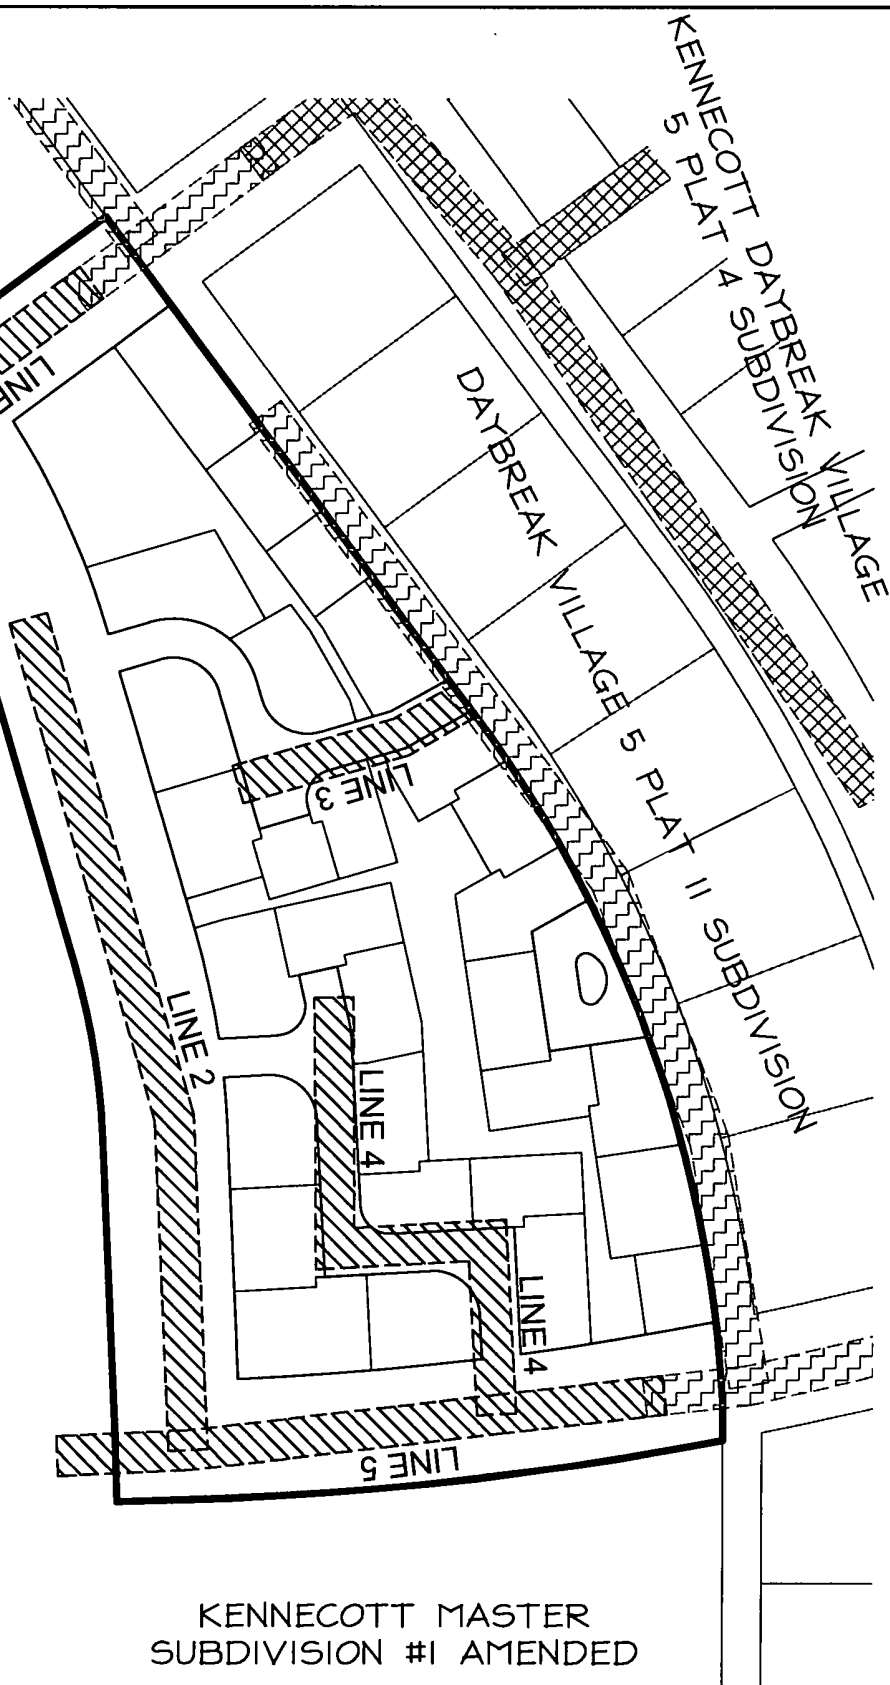 KENNECOTT DAYBREAK VILLAGE
5 PLAT 4 SUBDIVISION
DAYBREAK VILLAGE 5 PLAT 11 SUBDIVISION
LINE
LINE 3
LINE 2
LINE 4
LINE 4
LINE 5
KENNECOTT MASTER
SUBDIVISION #1 AMENDED